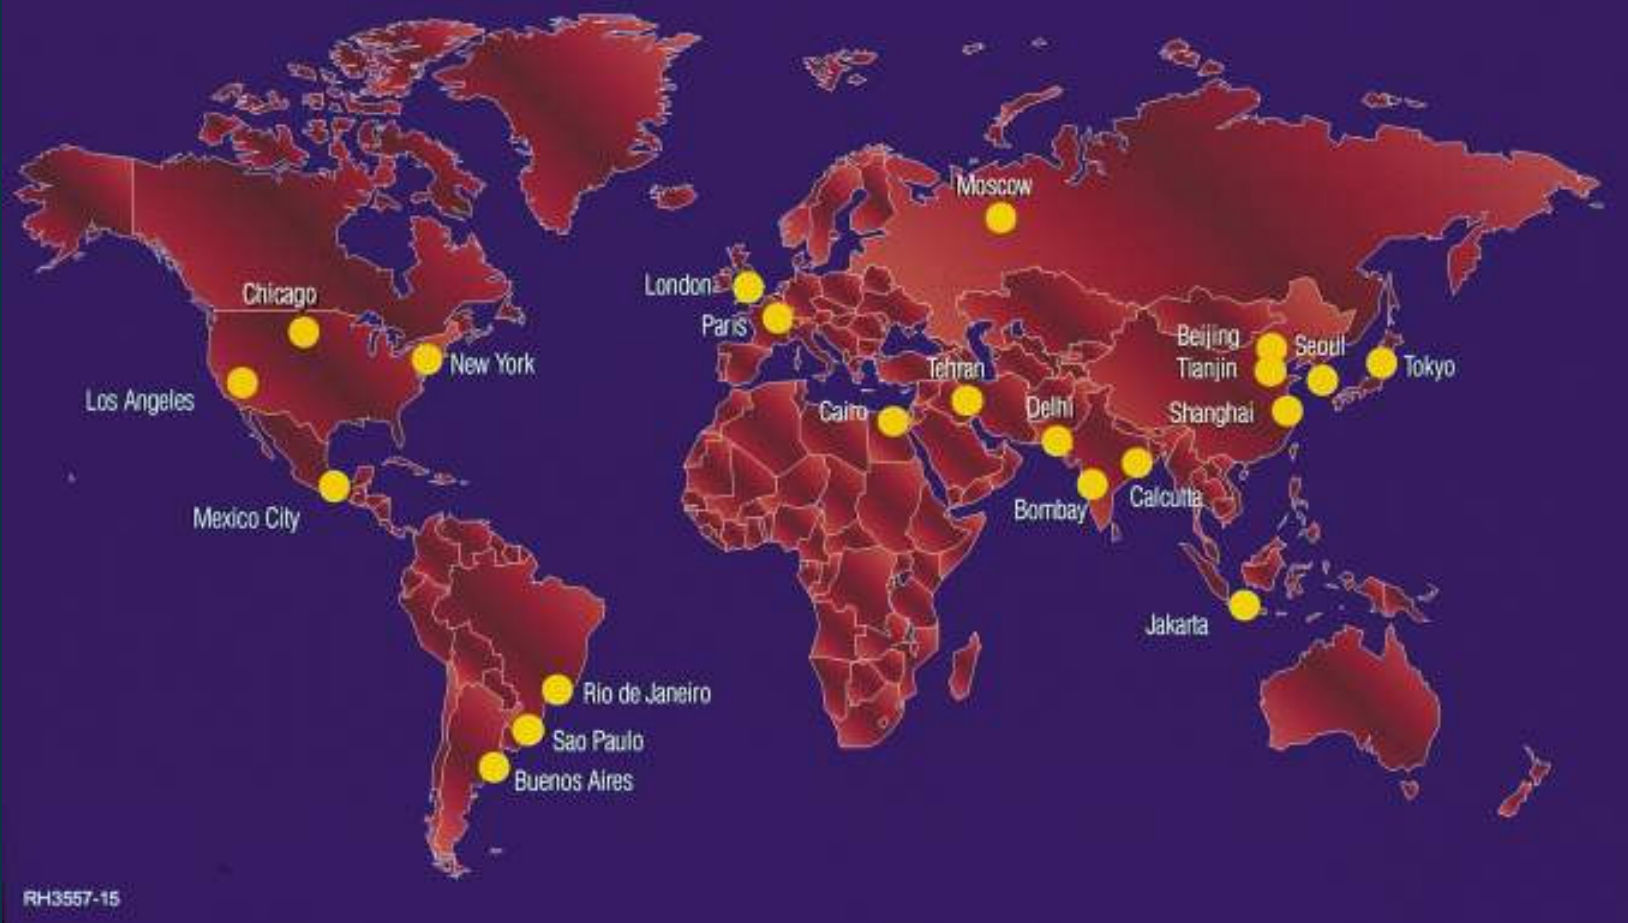 Moscow
London
Chicago
Paris
Beijing
Seoul
New York
Tehran
Tianjin
Tokyo
Los Angeles
Cairo
Delhi
Shanghai
Mexico City
Bombay
Calcutta
Jakarta
Rio de Janeiro
Sao Paulo
Buenos Aires
RH3557-15